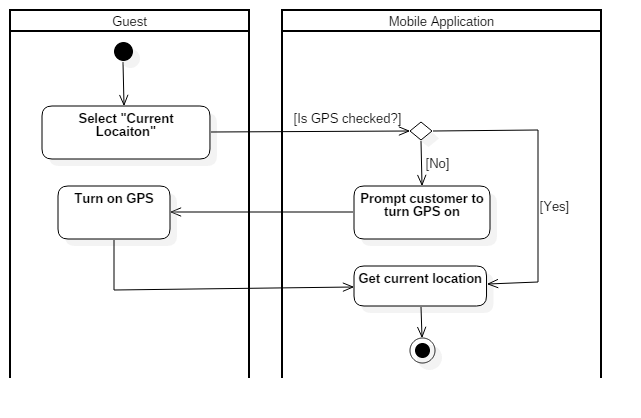 Guest
Mobile Application
Select "Current
Locaiton"
[Is GPS checked?]
[No]
Turn on GPS
Prompt customer to
turn GPS on
[Yes]
Get current location